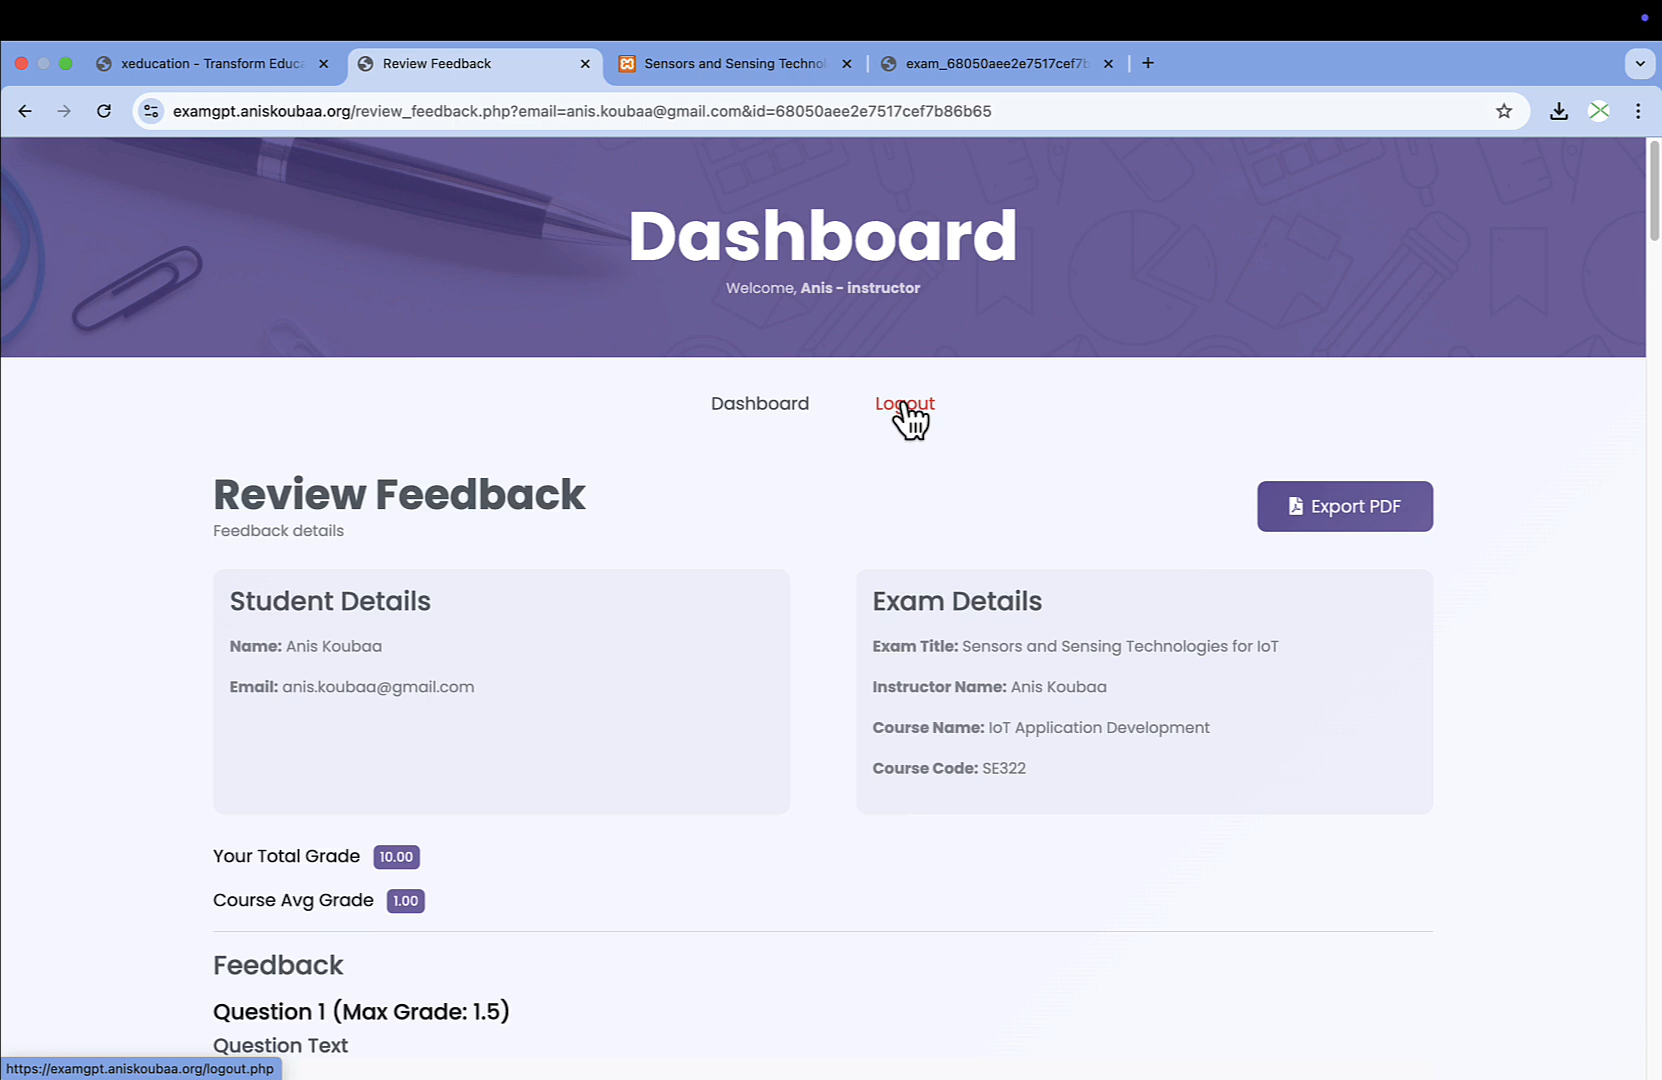 xeducation - Transform Educa
Review Feedback
Sensors and Sensing Technol
exam_68050aee2e7517cef7b
examgpt.aniskoubaa.org/review_feedback.php?email=anis.koubaa@gmail.com&id=68050aee2e7517cef7b86b65
Dashboard
Welcome, Anis - instructor
Dashboard
Logout
Review Feedback
Feedback details
Export PDF
Student Details
Name: Anis Koubaa
Email: anis.koubaa@gmail.com
Exam Details
Exam Title: Sensors and Sensing Technologies for IoT
Instructor Name: Anis Koubaa
Course Name: IoT Application Development
Course Code: SE322
Your Total Grade 10.00
Course Avg Grade 1.00
Feedback
Question 1 (Max Grade: 1.5)
Question Text
https://examgpt.aniskoubaa.org/logout.php